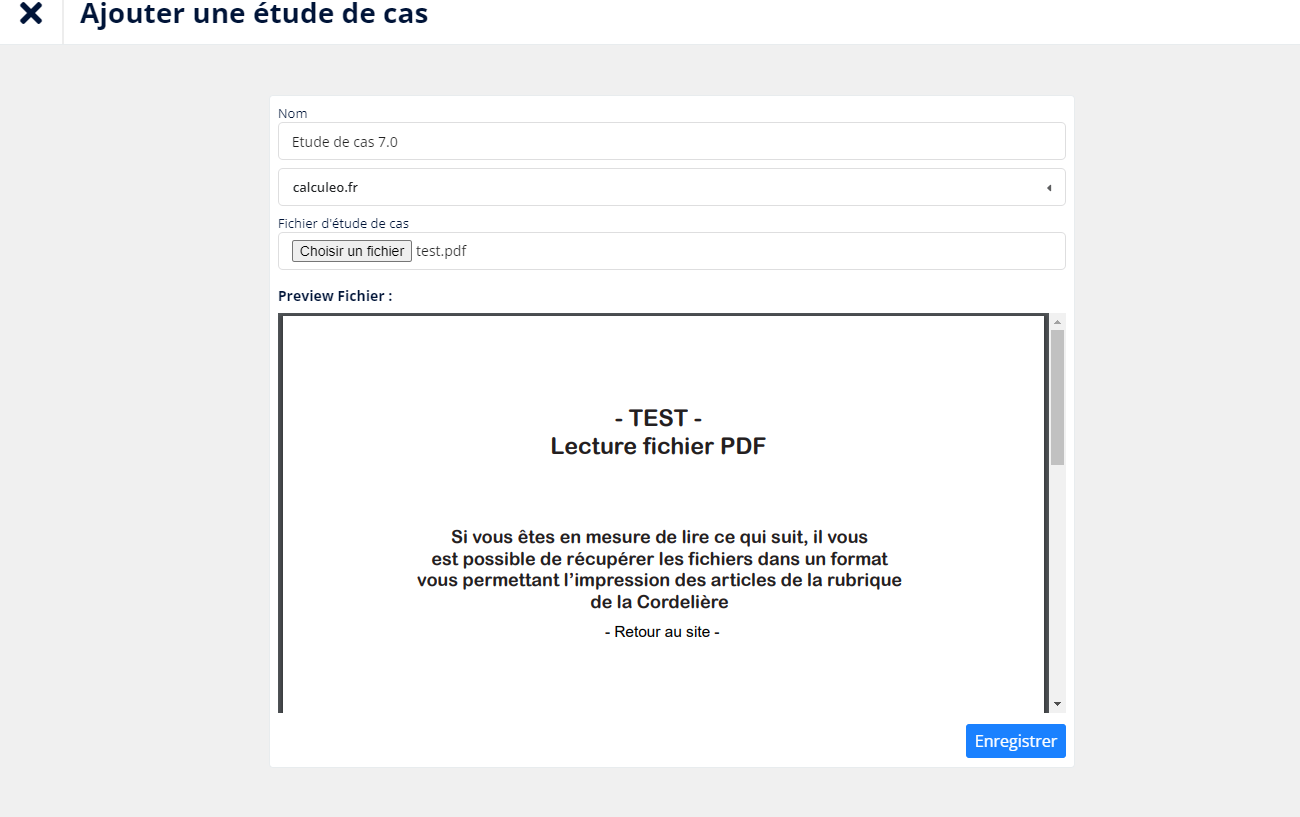 Ajouter une étude de cas
Nom
Etude de cas 7.0
calculeo.fr
Fichier d'étude de cas
Choisir un fichier test.pdf
Preview Fichier :
- TEST -
Lecture fichier PDF
Si vous êtes en mesure de lire ce qui suit, il vous
est possible de récupérer les fichiers dans un format
vous permettant l’impression des articles de la rubrique
de la Cordelière
- Retour au site -
Enregistrer